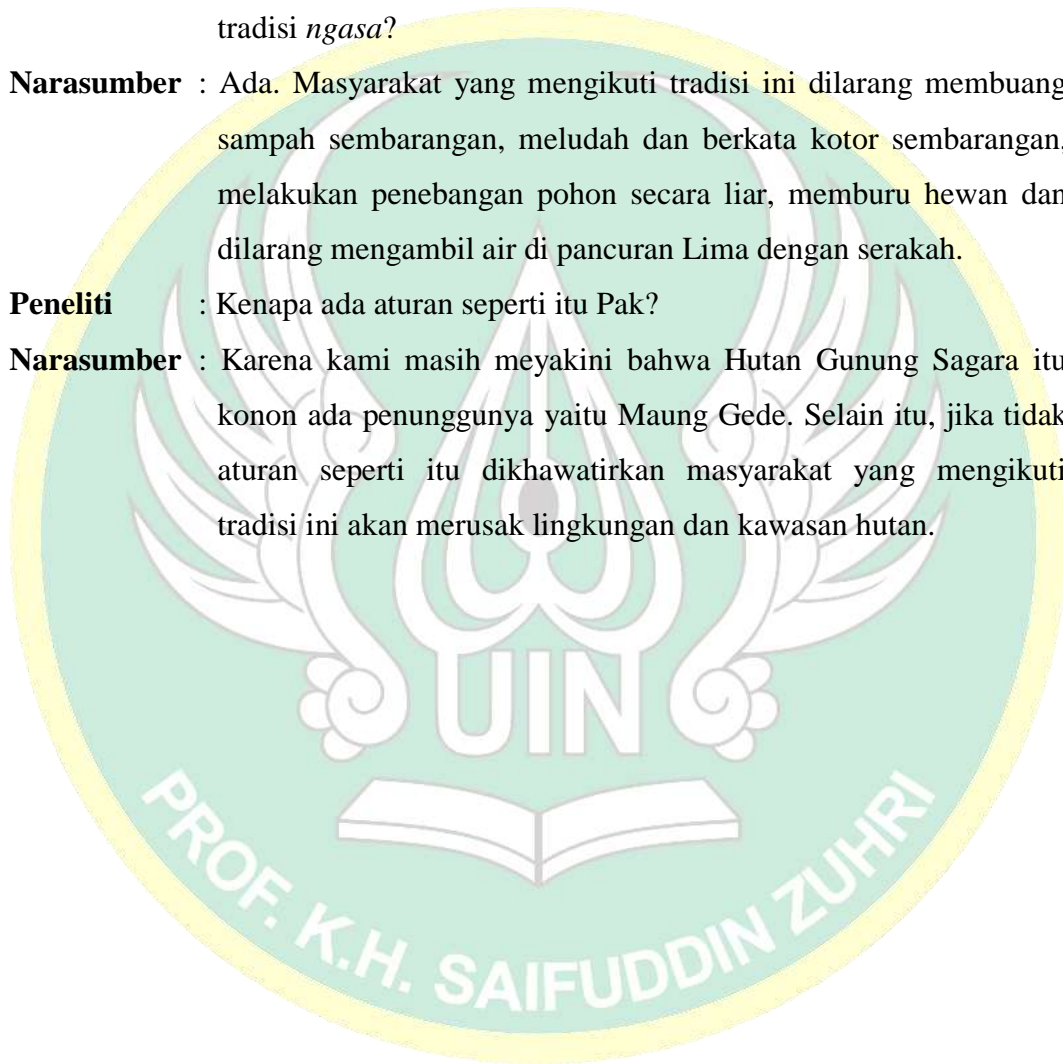 tradisi ngasa?
Narasumber : Ada. Masyarakat yang mengikuti tradisi ini dilarang membuang
sampah sembarangan, meludah dan berkata kotor sembarangan,
melakukan penebangan pohon secara liar, memburu hewan dan
dilarang mengambil air di pancuran Lima dengan serakah.
Peneliti : Kenapa ada aturan seperti itu Pak?
Narasumber : Karena kami masih meyakini bahwa Hutan Gunung Sagara itu
konon ada penunggunya yaitu Maung Gede. Selain itu, jika tidak
aturan seperti itu dikhawatirkan masyarakat yang mengikuti
tradisi ini akan merusak lingkungan dan kawasan hutan.
UIN
PROF. K.H. SAIFUDDIN ZUHRI